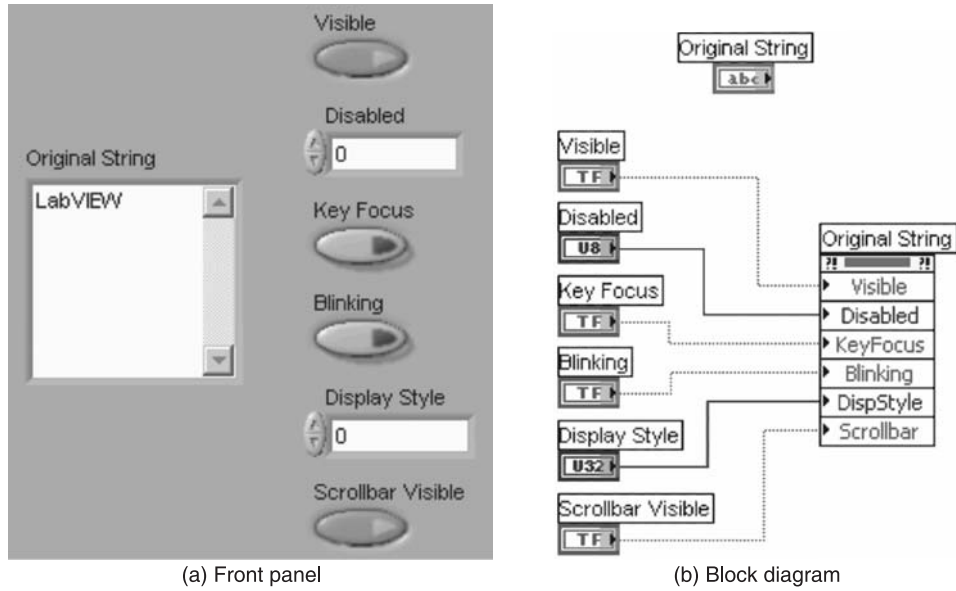 Visible
Disabled
0
Original String
LabVIEW
Key Focus
Blinking
Display Style
0
Scrollbar Visible
(a) Front panel
Original String
abc
Visible
TF
Disabled
U8
Key Focus
TF
Blinking
TF
Display Style
U32
Scrollbar Visible
TF
Original String
?! ?!
Visible
Disabled
KeyFocus
Blinking
DispStyle
Scrollbar
(b) Block diagram